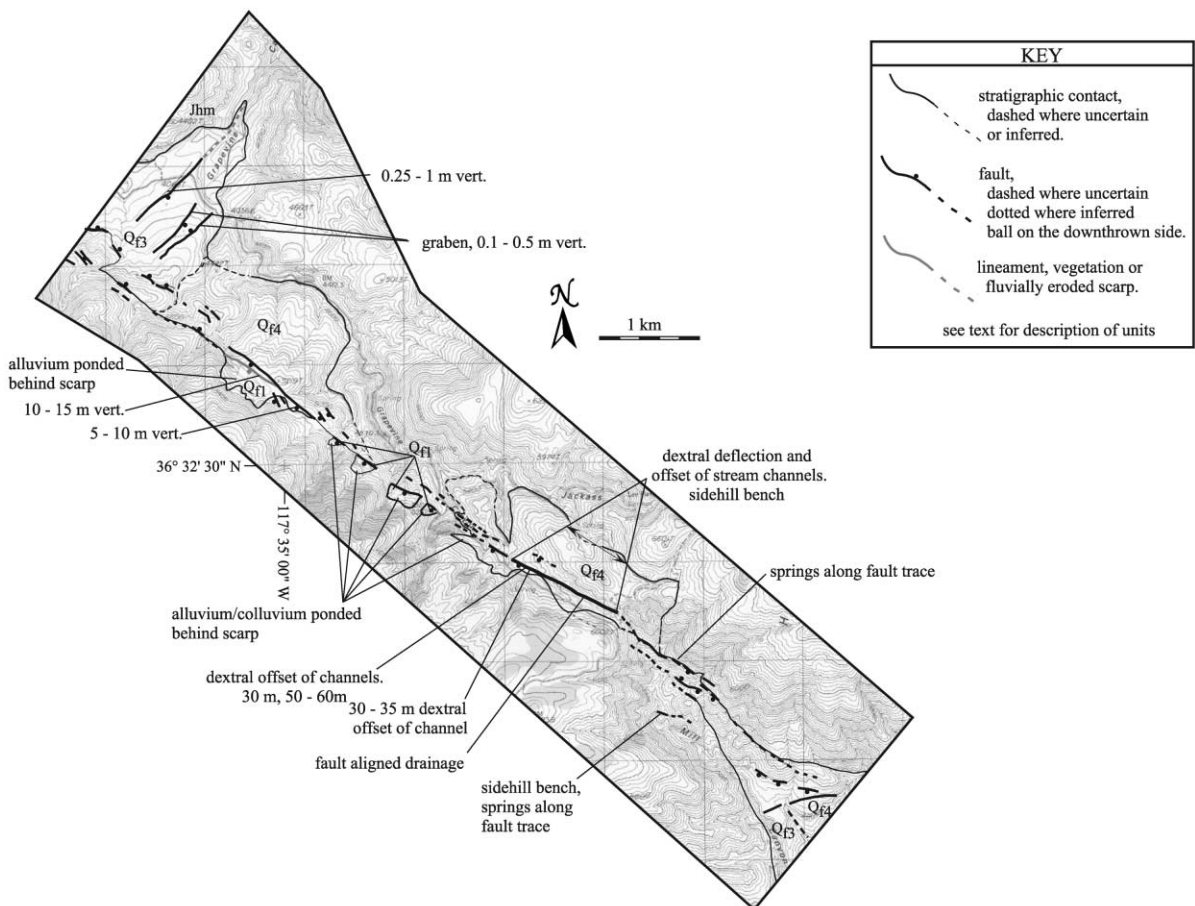 KEY
stratigraphic contact,
dashed where uncertain
or inferred.
fault,
dashed where uncertain
dotted where inferred
ball on the downthrown side.
lineament, vegetation or
fluvially eroded scarp.
see text for description of units
Jhm
Grapevine
0.25 - 1 m vert.
graben, 0.1 - 0.5 m vert.
Qf3
N
1 km
Qf4
alluvium ponded
behind scarp
Qf1
10 - 15 m vert.
5 - 10 m vert.
Grapevine
36° 32' 30" N
Qf1
117° 35' 00" W
dextral deflection and
offset of stream channels.
sidehill bench
Jackass
Qf4
springs along fault trace
alluvium/colluvium ponded
behind scarp
H
dextral offset of channels.
30 m, 50 - 60m
30 - 35 m dextral
offset of channel
fault aligned drainage
Mill
sidehill bench,
springs along
fault trace
Qf4
Qf3